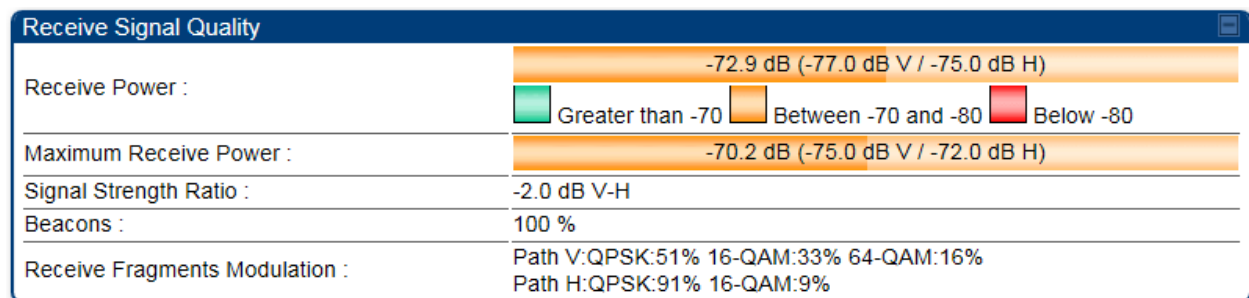 Receive Signal Quality
Receive Power :
-72.9 dB (-77.0 dB V / -75.0 dB H)
Greater than -70 Between -70 and -80 Below -80
Maximum Receive Power :
-70.2 dB (-75.0 dB V / -72.0 dB H)
Signal Strength Ratio :
-2.0 dB V-H
Beacons :
100 %
Receive Fragments Modulation :
Path V:QPSK:51% 16-QAM:33% 64-QAM:16%
Path H:QPSK:91% 16-QAM:9%